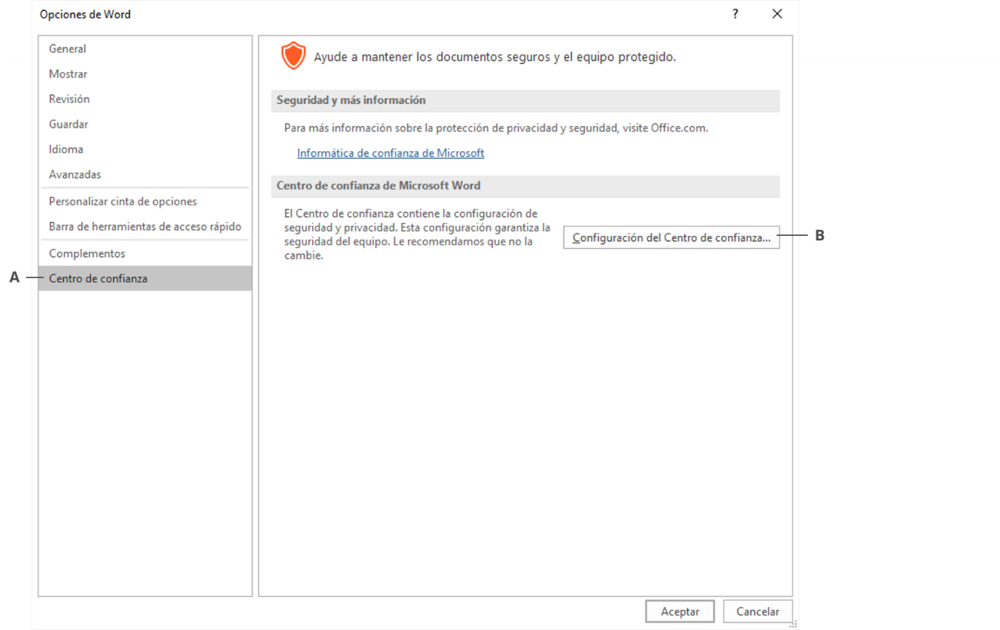 Opciones de Word
?
General
Mostrar
Revisión
Guardar
Idioma
Avanzadas
Personalizar cinta de opciones
Barra de herramientas de acceso rápido
Complementos
A
Centro de confianza
Ayude a mantener los documentos seguros y el equipo protegido.
Seguridad y más información
Para más información sobre la protección de privacidad y seguridad, visite Office.com.
Informática de confianza de Microsoft
Centro de confianza de Microsoft Word
El Centro de confianza contiene la configuración de
seguridad y privacidad. Esta configuración garantiza la
seguridad del equipo. Le recomendamos que no la
cambie.
Configuración del Centro de confianza...
B
Aceptar
Cancelar